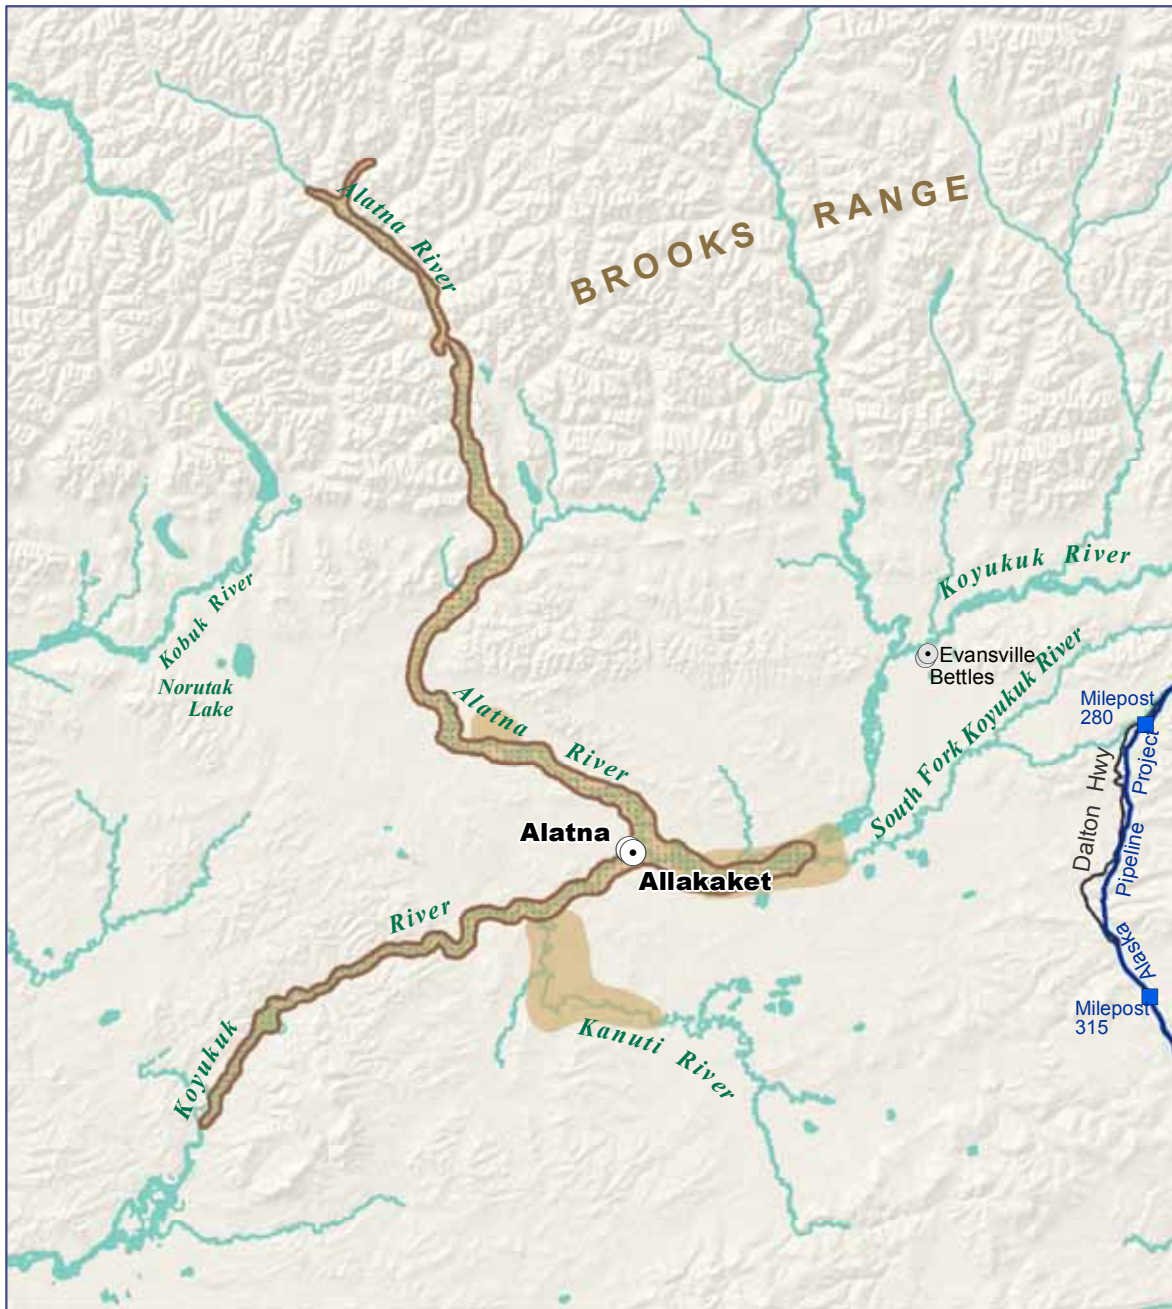 Alatna River
BROOKS RANGE
Koyukuk River
Kobuk River
Norutak
Lake
Evansville
Bettles
South Fork Koyukuk River
Milepost
280
Alatna River
Dalton Hwy
Alaska Pipeline Project
Alatna
Allakaket
Koyukuk River
Milepost
315
Kanuti River